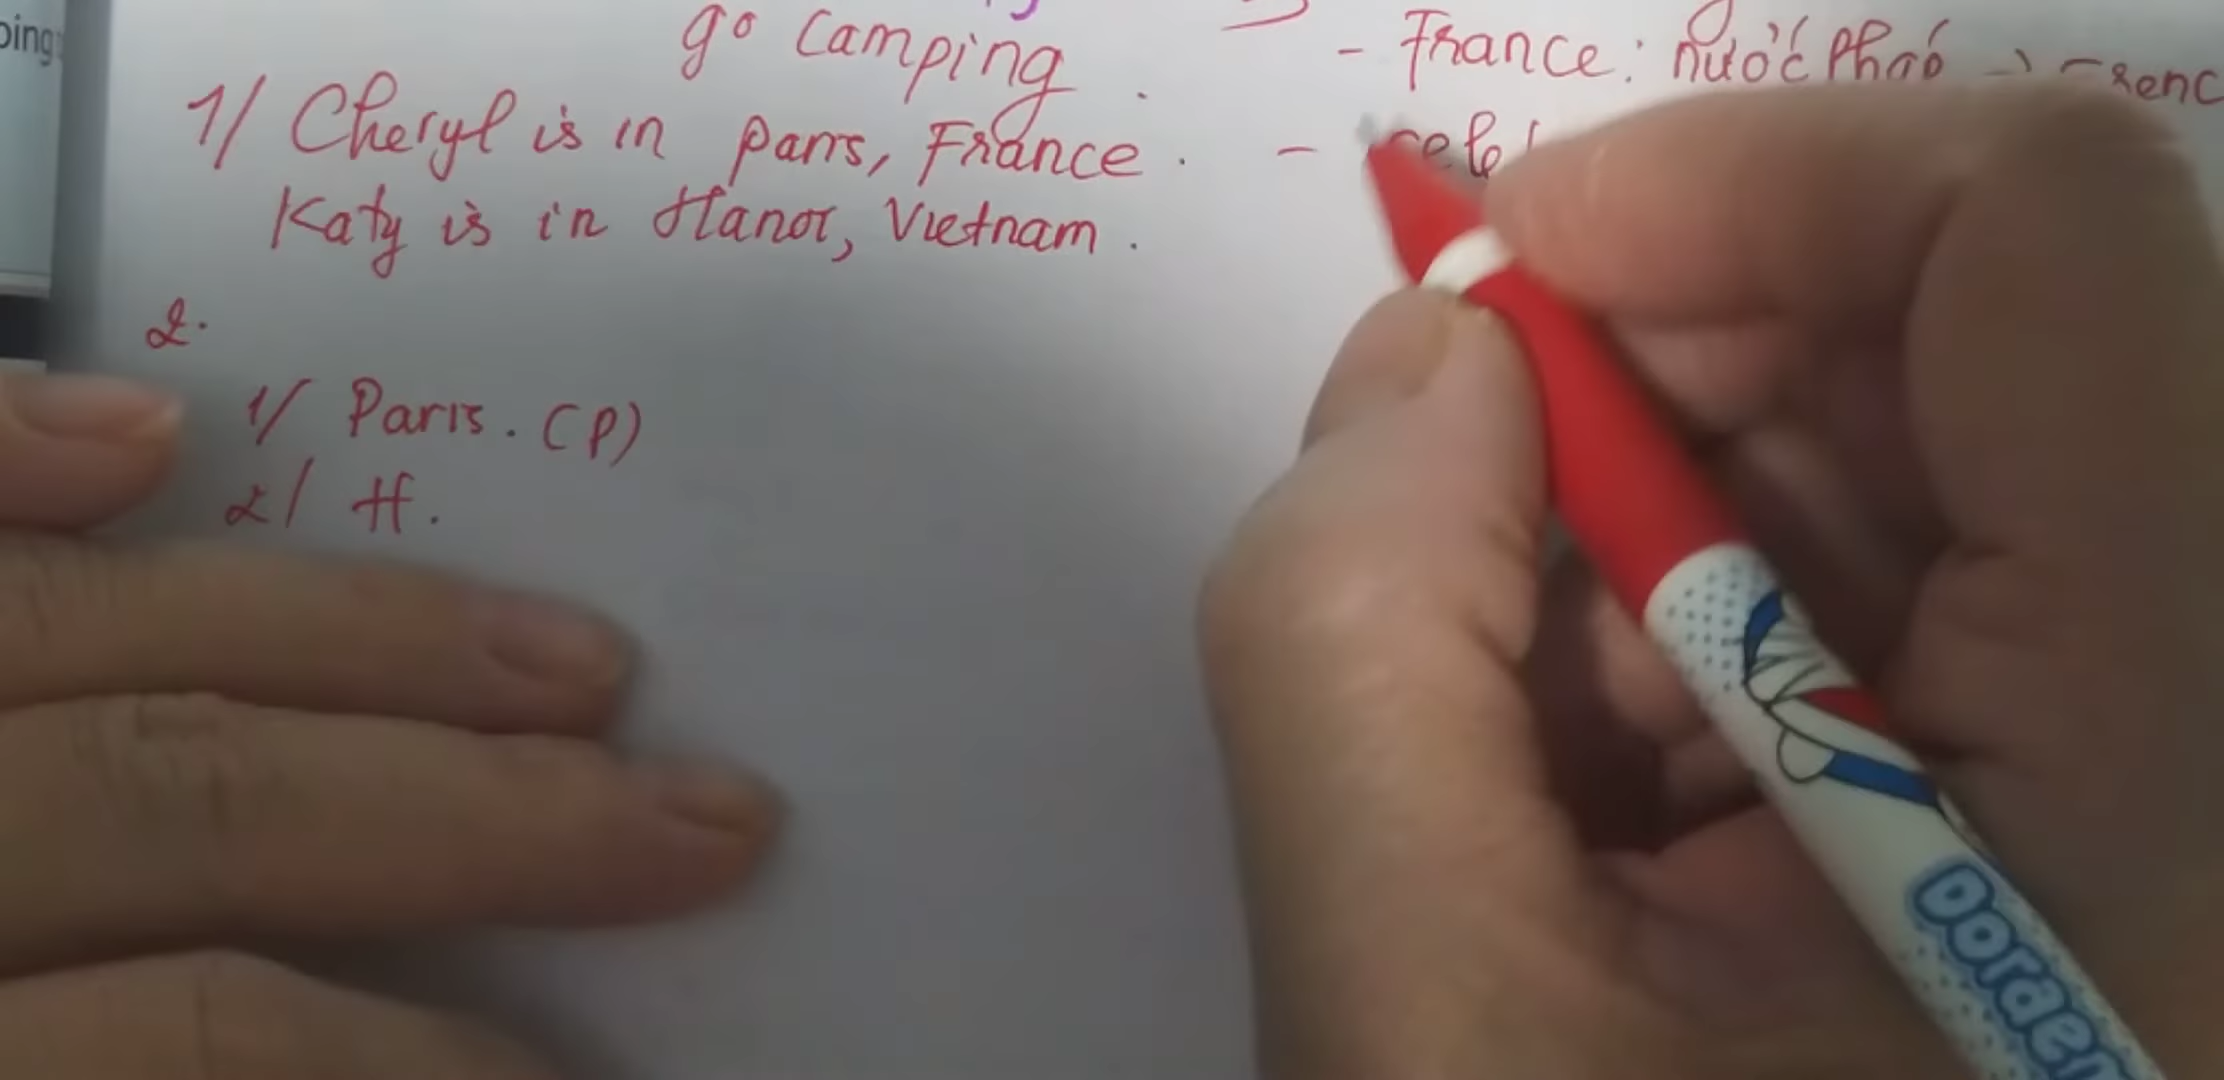 ping
go camping.
1/ Cheryl is in Paris, France.
Katy is in Hanoi, Vietnam.
2.
1/ Paris. (P)
2/ H.
- France: nước Pháp →
-
Doraem